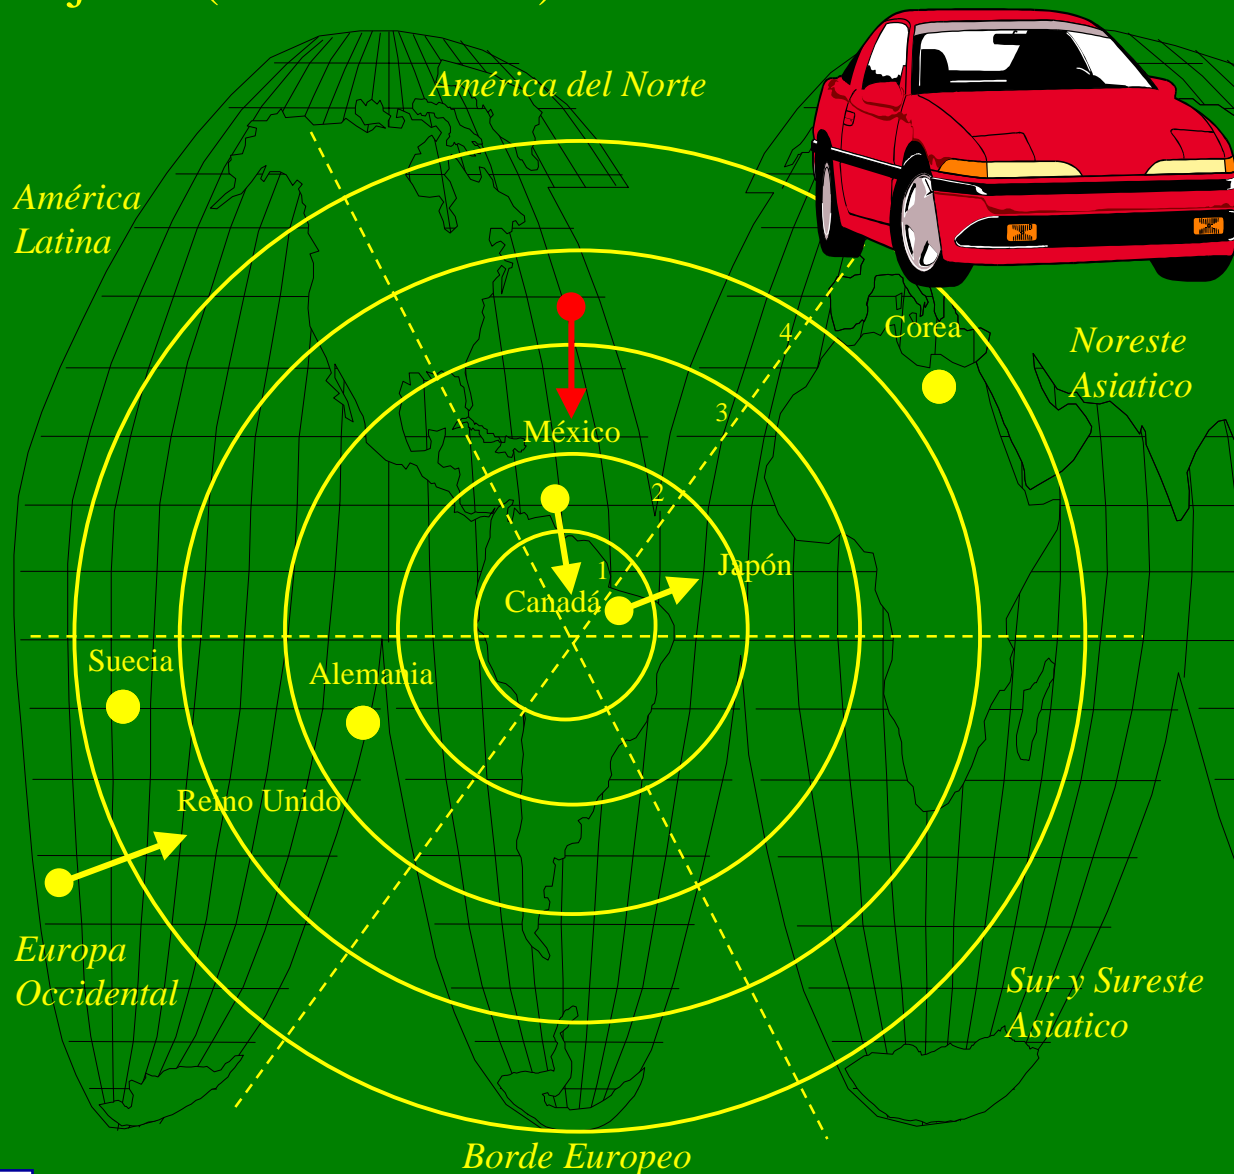 América del Norte
América
Latina
Corea
4
Noreste
Asiatico
3
México
2
Japón
1
Canadá
Suecia
Alemania
Reino Unido
Europa
Occidental
Sur y Sureste
Asiatico
Borde Europeo